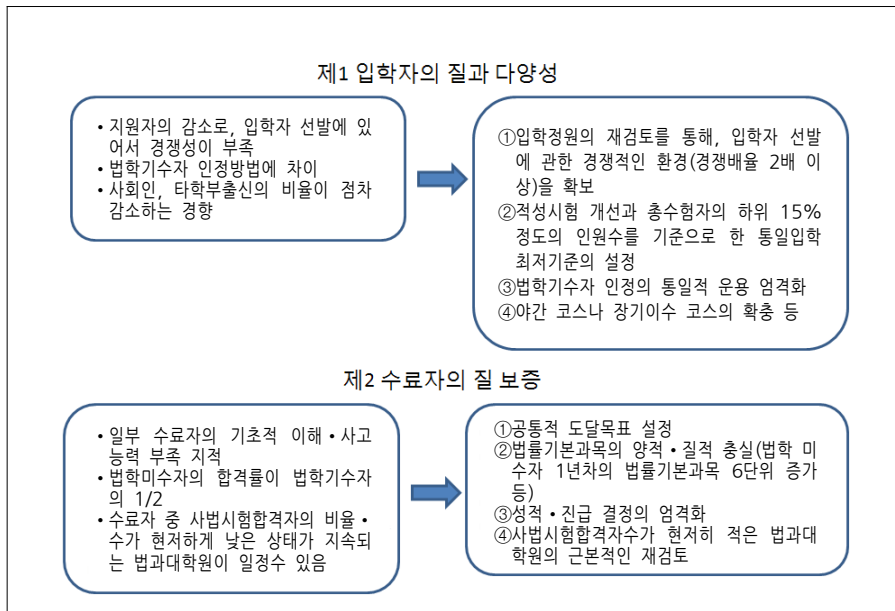 제1 입학자의 질과 다양성
• 지원자의 감소로, 입학자 선발에 있
어서 경쟁성이 부족
• 법학기수자 인정방법에 차이
• 사회인, 타학부출신의 비율이 점차
감소하는 경향
①입학정원의 재검토를 통해, 입학자 선발
에 관한 경쟁적인 환경(경쟁배율 2배 이
상)을 확보
②적성시험 개선과 총수험자의 하위 15%
정도의 인원수를 기준으로 한 통일입학
최저기준의 설정
③법학기수자 인정의 통일적 운용 엄격화
④야간 코스나 장기이수 코스의 확충 등
제2 수료자의 질 보증
• 일부 수료자의 기초적 이해•사고
능력 부족 지적
• 법학미수자의 합격률이 법학기수자
의 1/2
• 수료자 중 사법시험합격자의 비율•
수가 현저하게 낮은 상태가 지속되
는 법과대학원이 일정수 있음
①공통적 도달목표 설정
②법률기본과목의 양적•질적 충실(법학 미
수자 1년차의 법률기본과목 6단위 증가
등)
③성적•진급 결정의 엄격화
④사법시험합격자수가 현저히 적은 법과대
학원의 근본적인 재검토